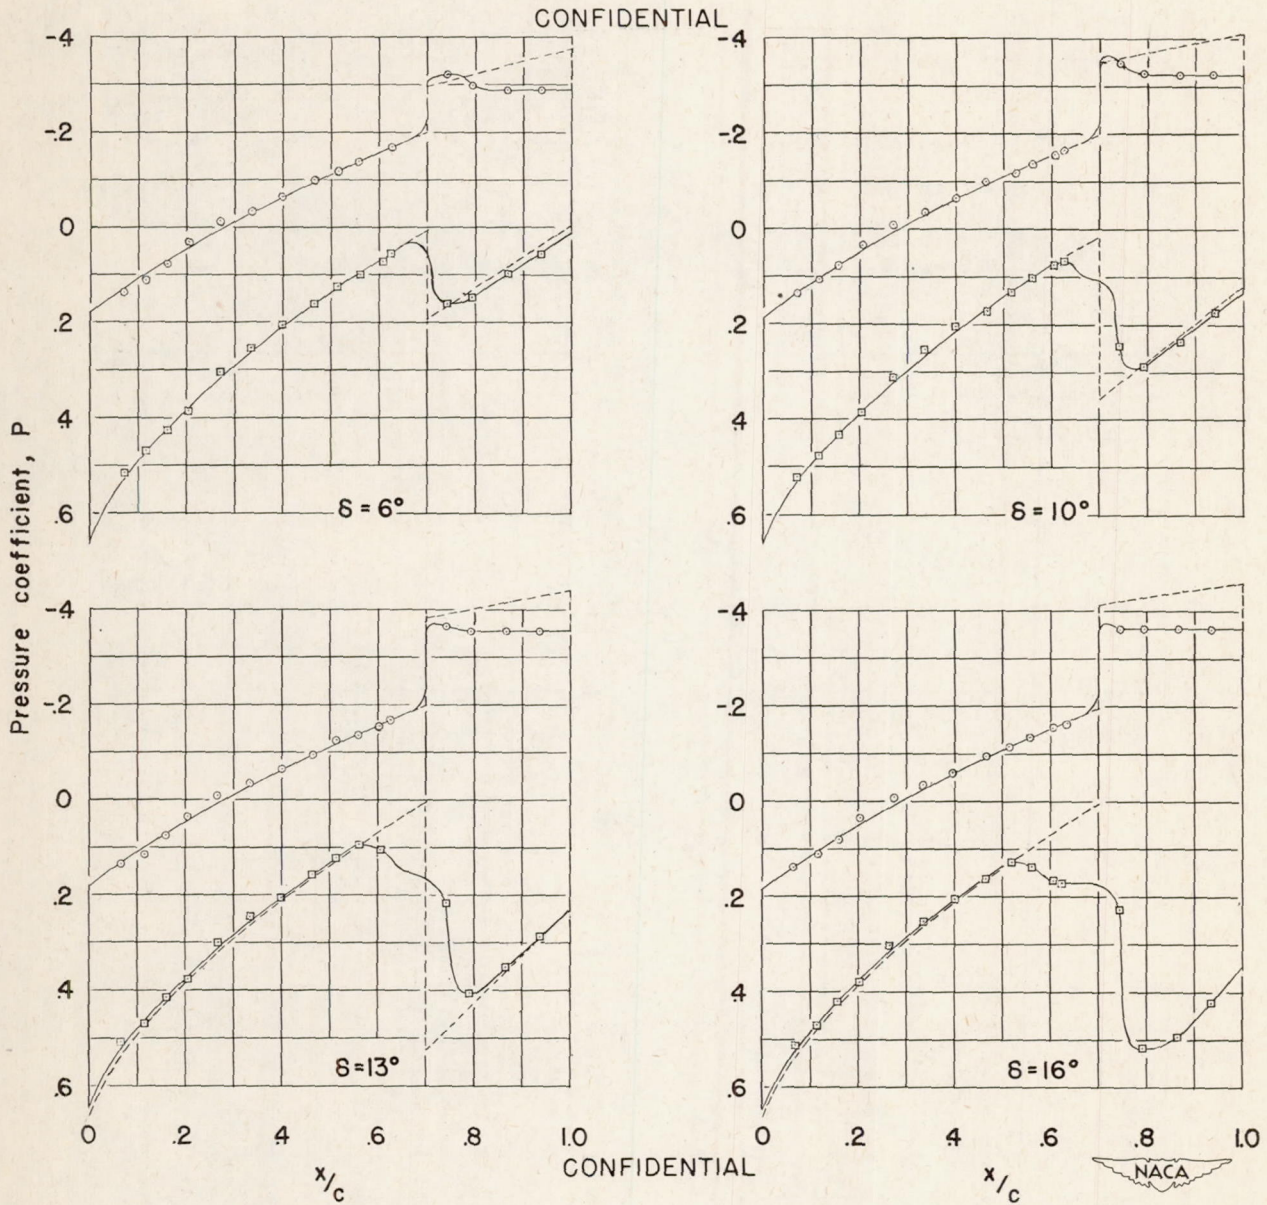 CONFIDENTIAL
Pressure coefficient, P
-.4
-.2
0
.2
.4
.6
δ = 6°
-.4
-.2
0
.2
.4
.6
δ = 10°
-.4
-.2
0
.2
.4
.6
δ = 13°
0 .2 .4 .6 .8 1.0
x/c
-.4
-.2
0
.2
.4
.6
δ = 16°
0 .2 .4 .6 .8 1.0
x/c
CONFIDENTIAL
NACA